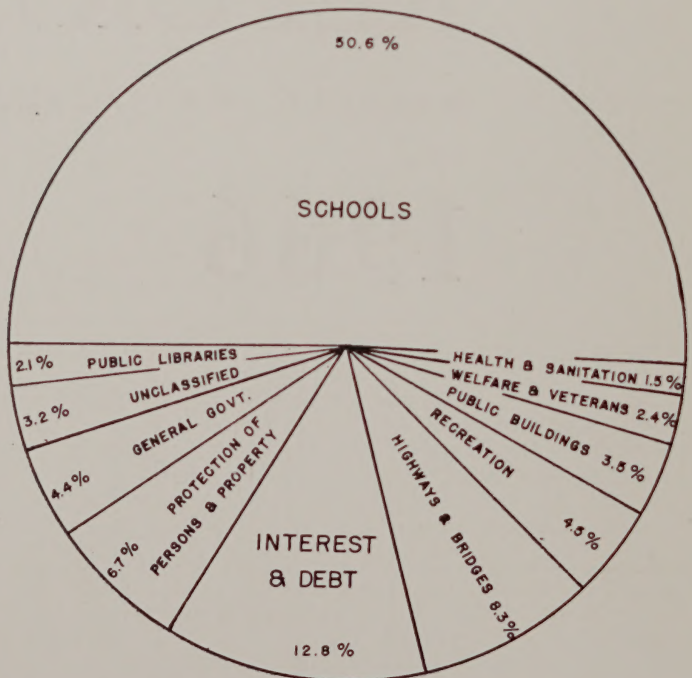 50.6%
SCHOOLS
HEALTH & SANITATION 1.5%
WELFARE & VETERANS 2.4%
PUBLIC BUILDINGS 3.5%
RECREATION
4.5%
HIGHWAYS & BRIDGES 8.3%
INTEREST
& DEBT
12.8%
PROTECTION OF
PERSONS & PROPERTY
6.7%
GENERAL GOVT.
4.4%
UNCLASSIFIED
3.2%
PUBLIC LIBRARIES
2.1%